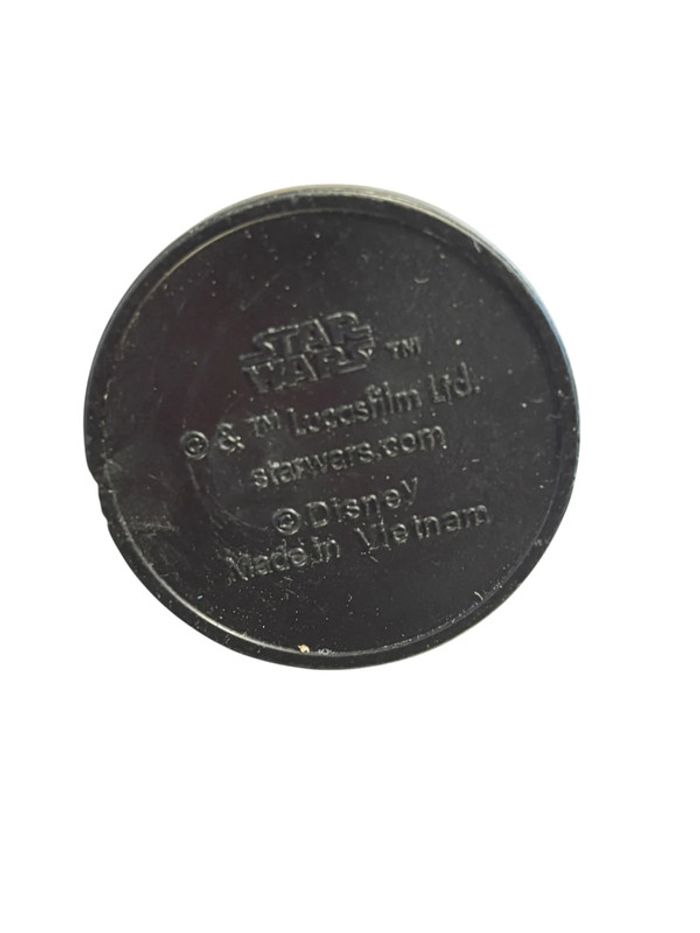 STAR
WARS ™
© & ™ Lucasfilm Ltd.
starwars.com
© Disney
Made in Vietnam